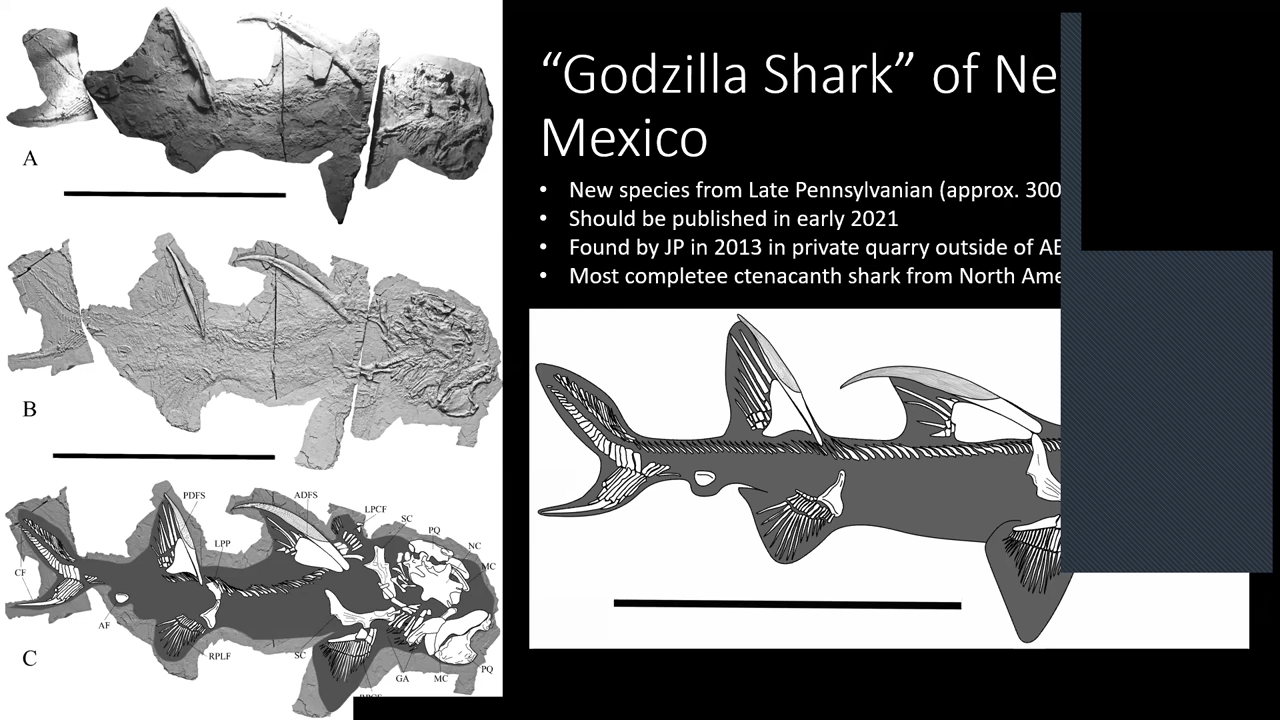 “Godzilla Shark” of Ne
Mexico
• New species from Late Pennsylvanian (approx. 300
• Should be published in early 2021
• Found by JP in 2013 in private quarry outside of
• Most completee ctenacanth shark from North
A
B
PDFS
ADFS
LPCF
SC
PQ
NC
MC
LPP
CF
AF
RPLF
SC
GA
MC
PQ
C